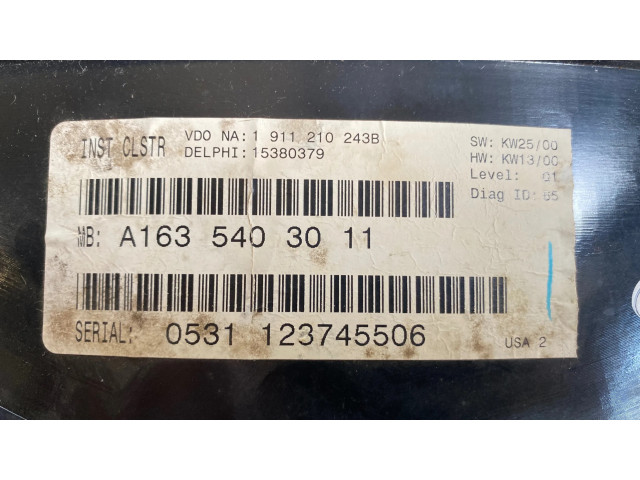 INST CLSTR
VDO NA: 1 911 210 243B
DELPHI: 15380379
SW: KW25/00
HW: KW13/00
Level: 01
Diag ID: 65
MB: A163 540 30 11
SERIAL: 0531 123745506
USA 2